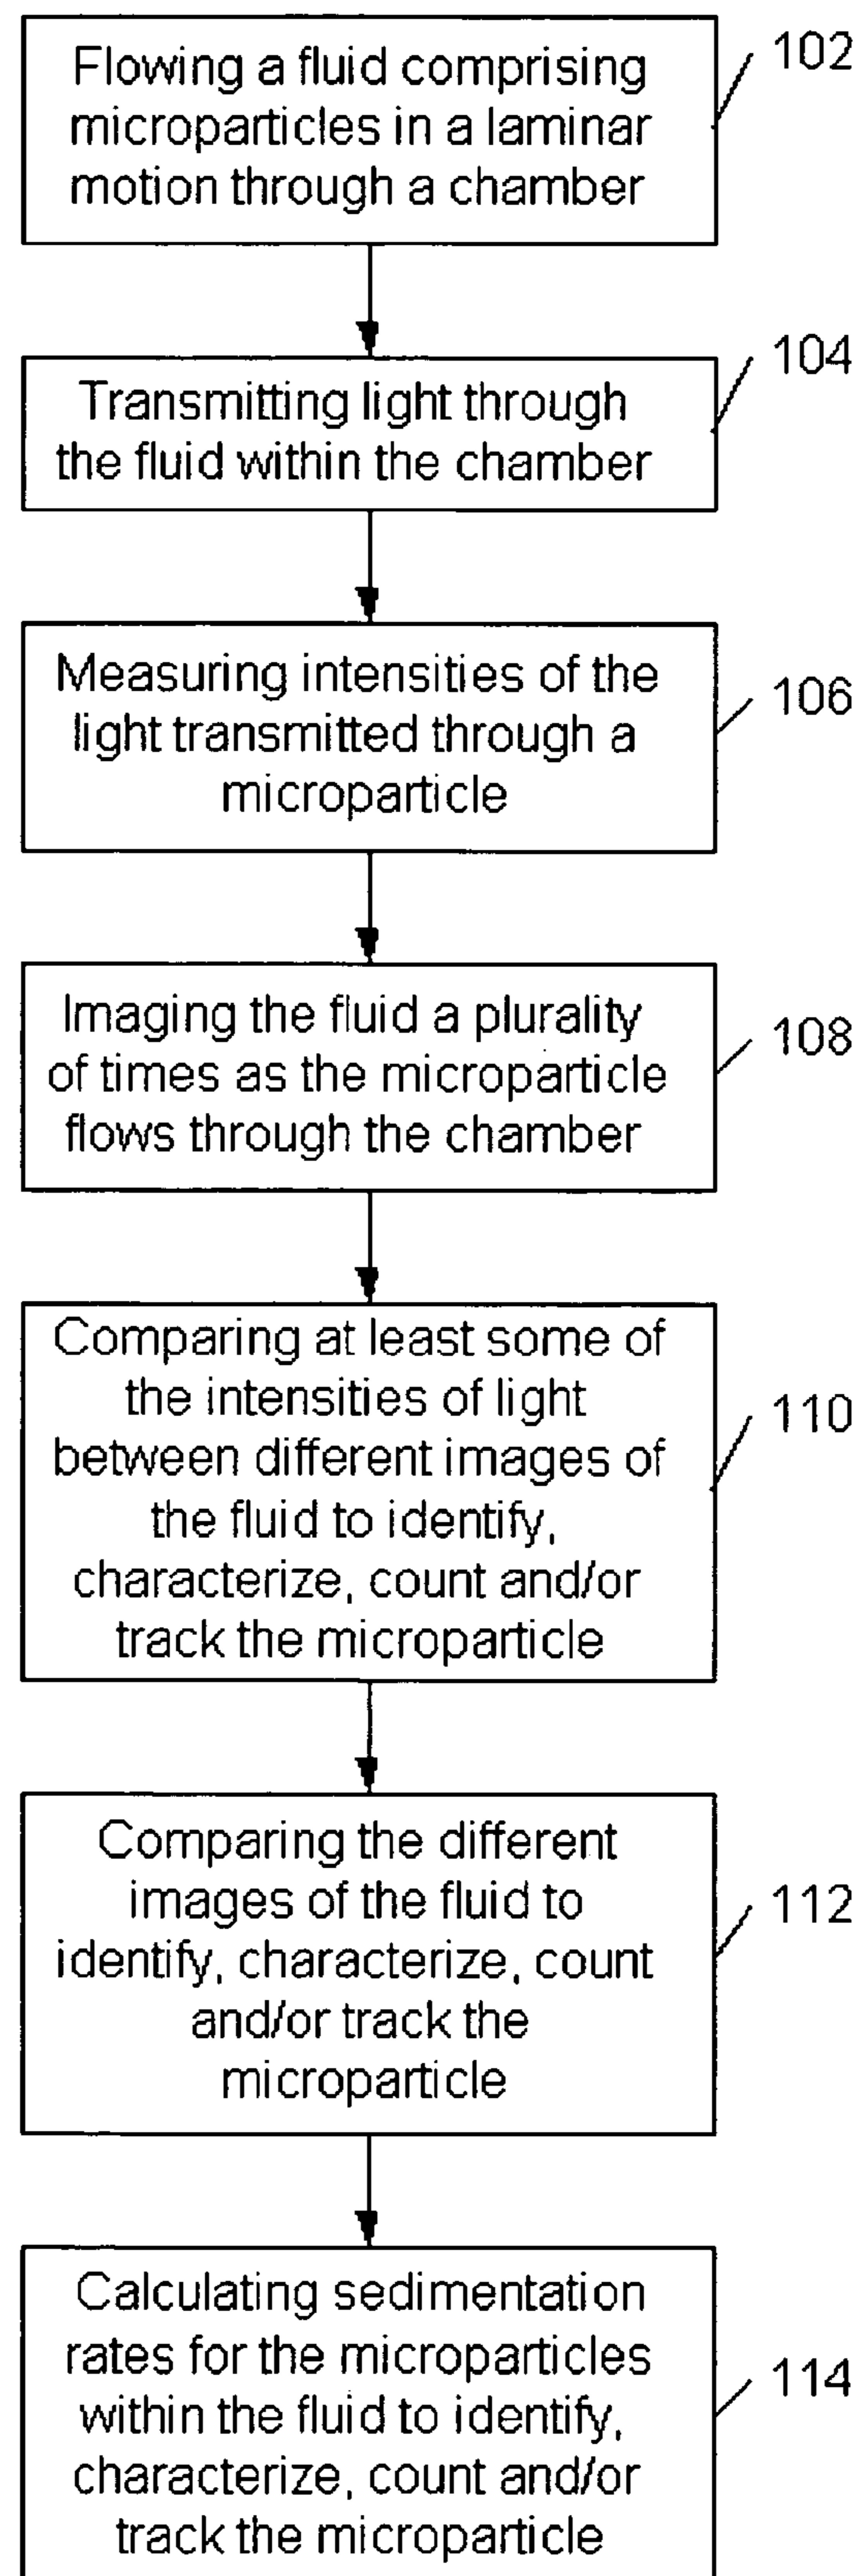 Flowing a fluid comprising
microparticles in a laminar
motion through a chamber
102
Transmitting light through
the fluid within the chamber
104
Measuring intensities of the
light transmitted through a
microparticle
106
Imaging the fluid a plurality
of times as the microparticle
flows through the chamber
108
Comparing at least some of
the intensities of light
between different images of
the fluid to identify,
characterize, count and/or
track the microparticle
110
Comparing the different
images of the fluid to
identify, characterize, count
and/or track the
microparticle
112
Calculating sedimentation
rates for the microparticles
within the fluid to identify,
characterize, count and/or
track the microparticle
114